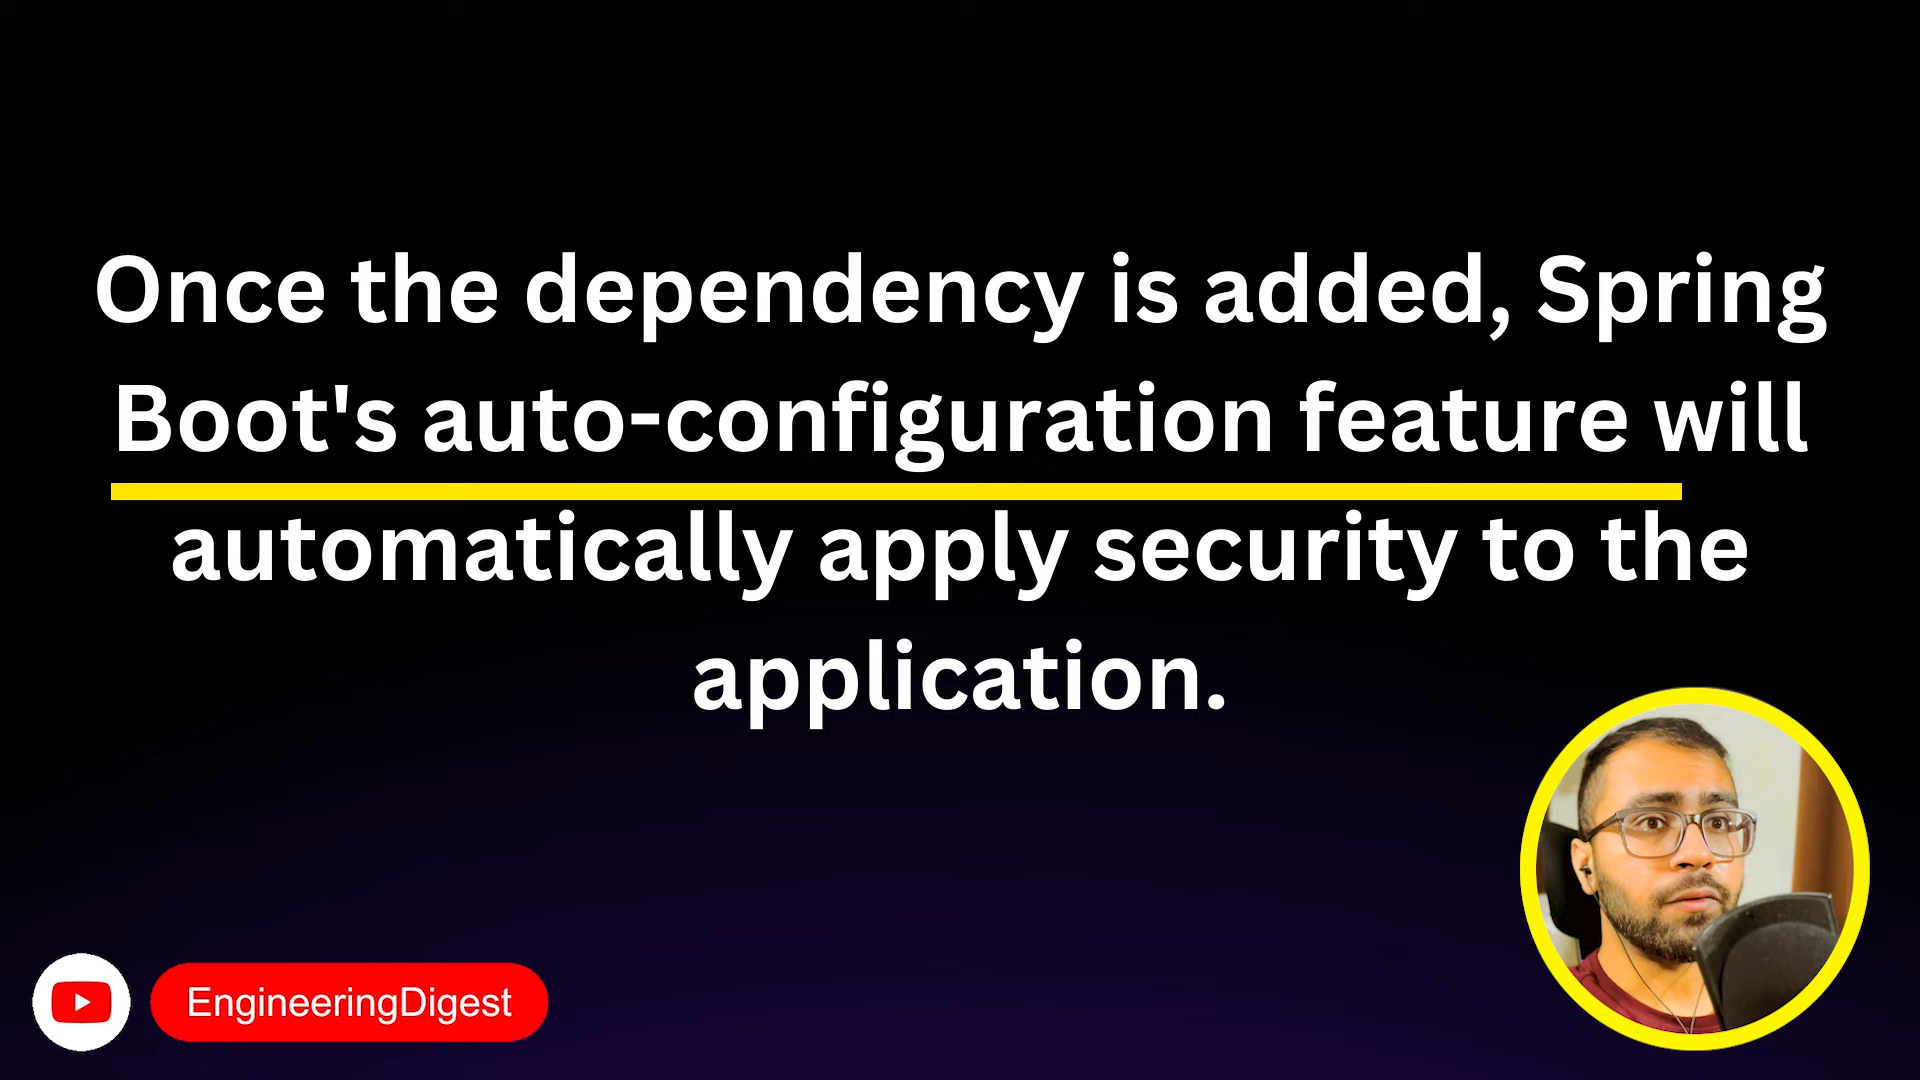 Once the dependency is added, Spring
Boot's auto-configuration feature will
automatically apply security to the
application.
EngineeringDigest